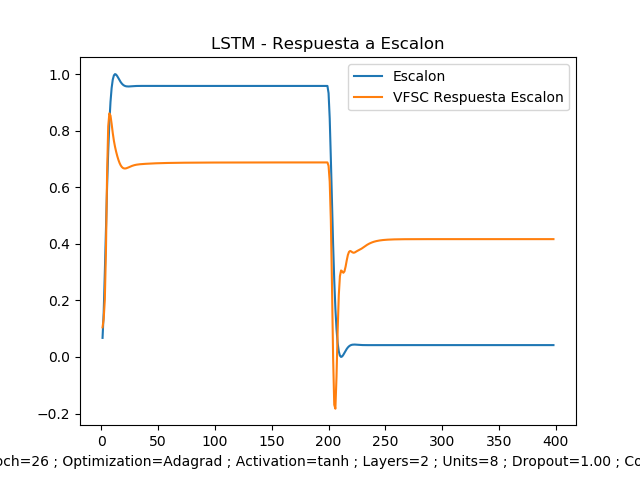 LSTM - Respuesta a Escalon
Escalon
VFSC Respuesta Escalon
1.0
0.8
0.6
0.4
0.2
0.0
−0.2
0 50 100 150 200 250 300 350 400
=26 ; Optimization=Adagrad ; Activation=tanh ; Layers=2 ; Units=8 ; Dropout=1.00 ;